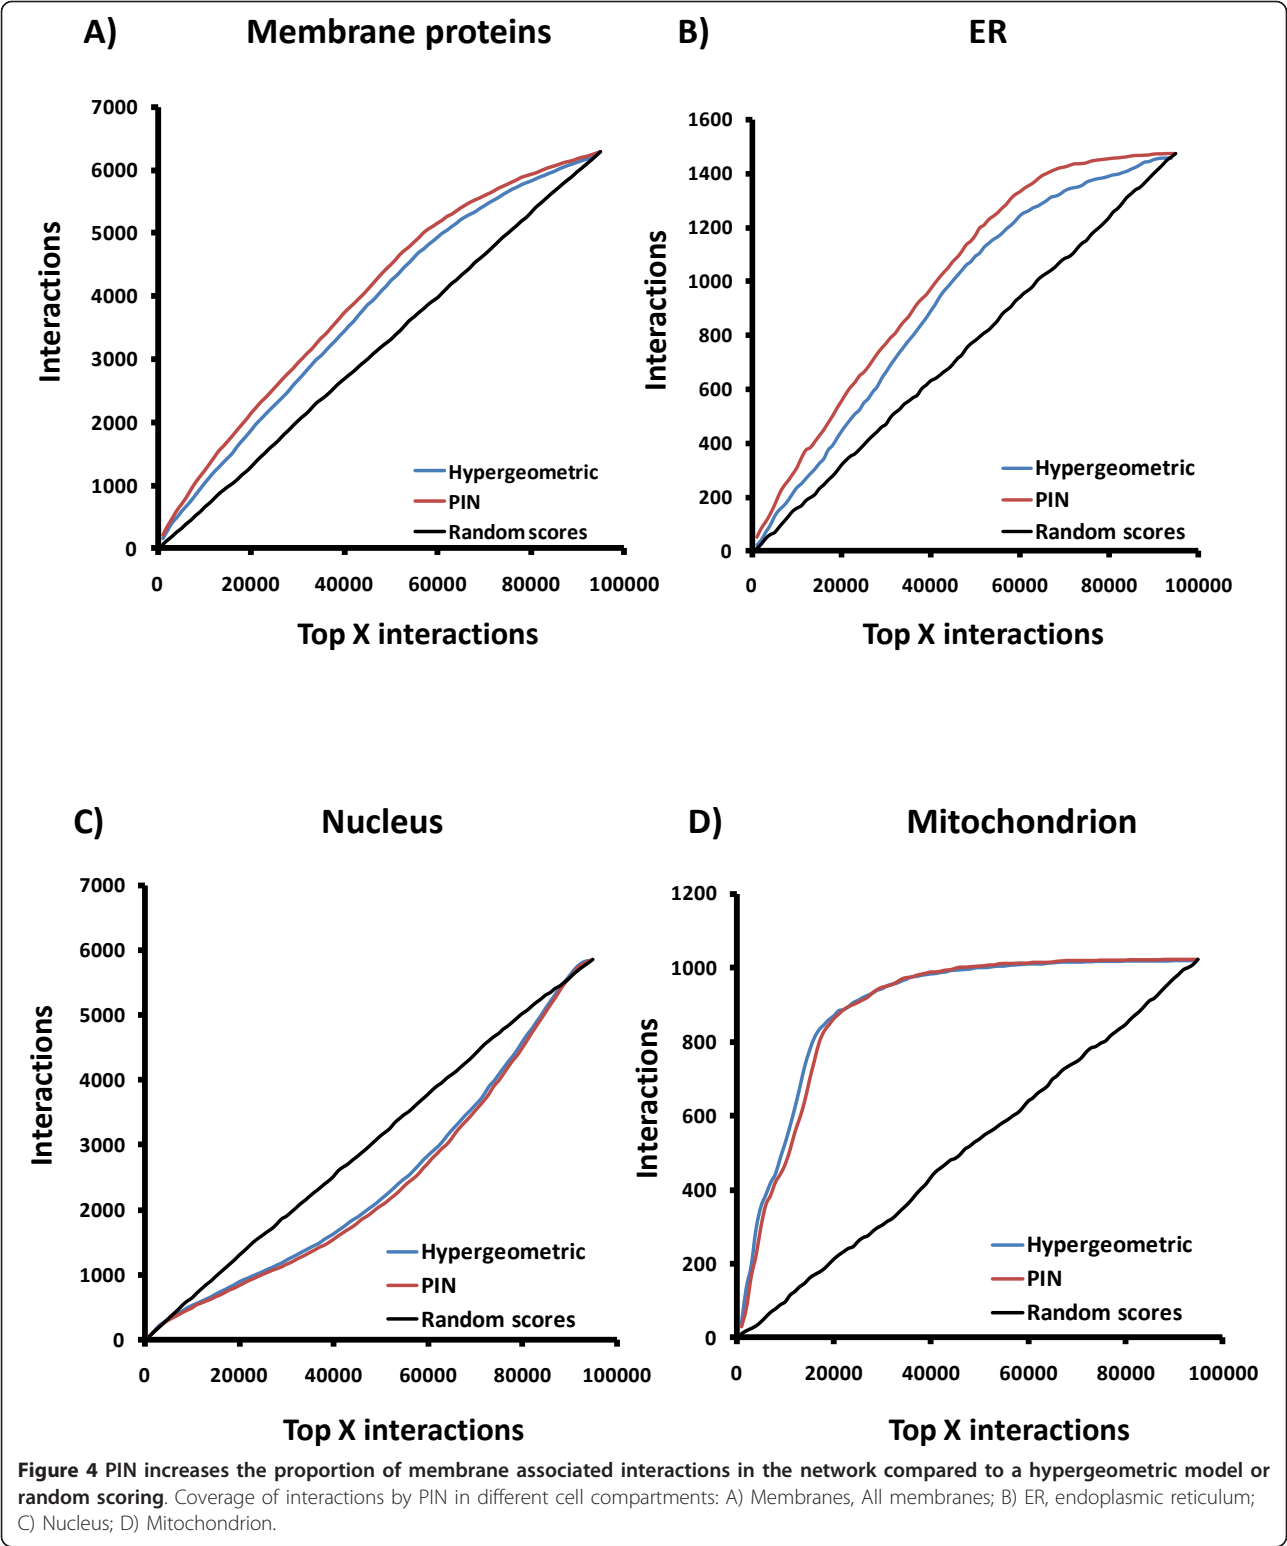 A) Membrane proteins
7000
6000
5000
4000
3000
2000
1000
0
Interactions
Hypergeometric
PIN
Random scores
0 20000 40000 60000 80000 100000
Top X interactions
B) ER
1600
1400
1200
1000
800
600
400
200
0
Interactions
Hypergeometric
PIN
Random scores
0 20000 40000 60000 80000 100000
Top X interactions
C) Nucleus
7000
6000
5000
4000
3000
2000
1000
0
Interactions
Hypergeometric
PIN
Random scores
0 20000 40000 60000 80000 100000
Top X interactions
D) Mitochondrion
1200
1000
800
600
400
200
0
Interactions
Hypergeometric
PIN
Random scores
0 20000 40000 60000 80000 100000
Top X interactions
Figure 4 PIN increases the proportion of membrane associated interactions in the network compared to a hypergeometric model or
random scoring. Coverage of interactions by PIN in different cell compartments: A) Membranes, All membranes; B) ER, endoplasmic reticulum;
C) Nucleus; D) Mitochondrion.